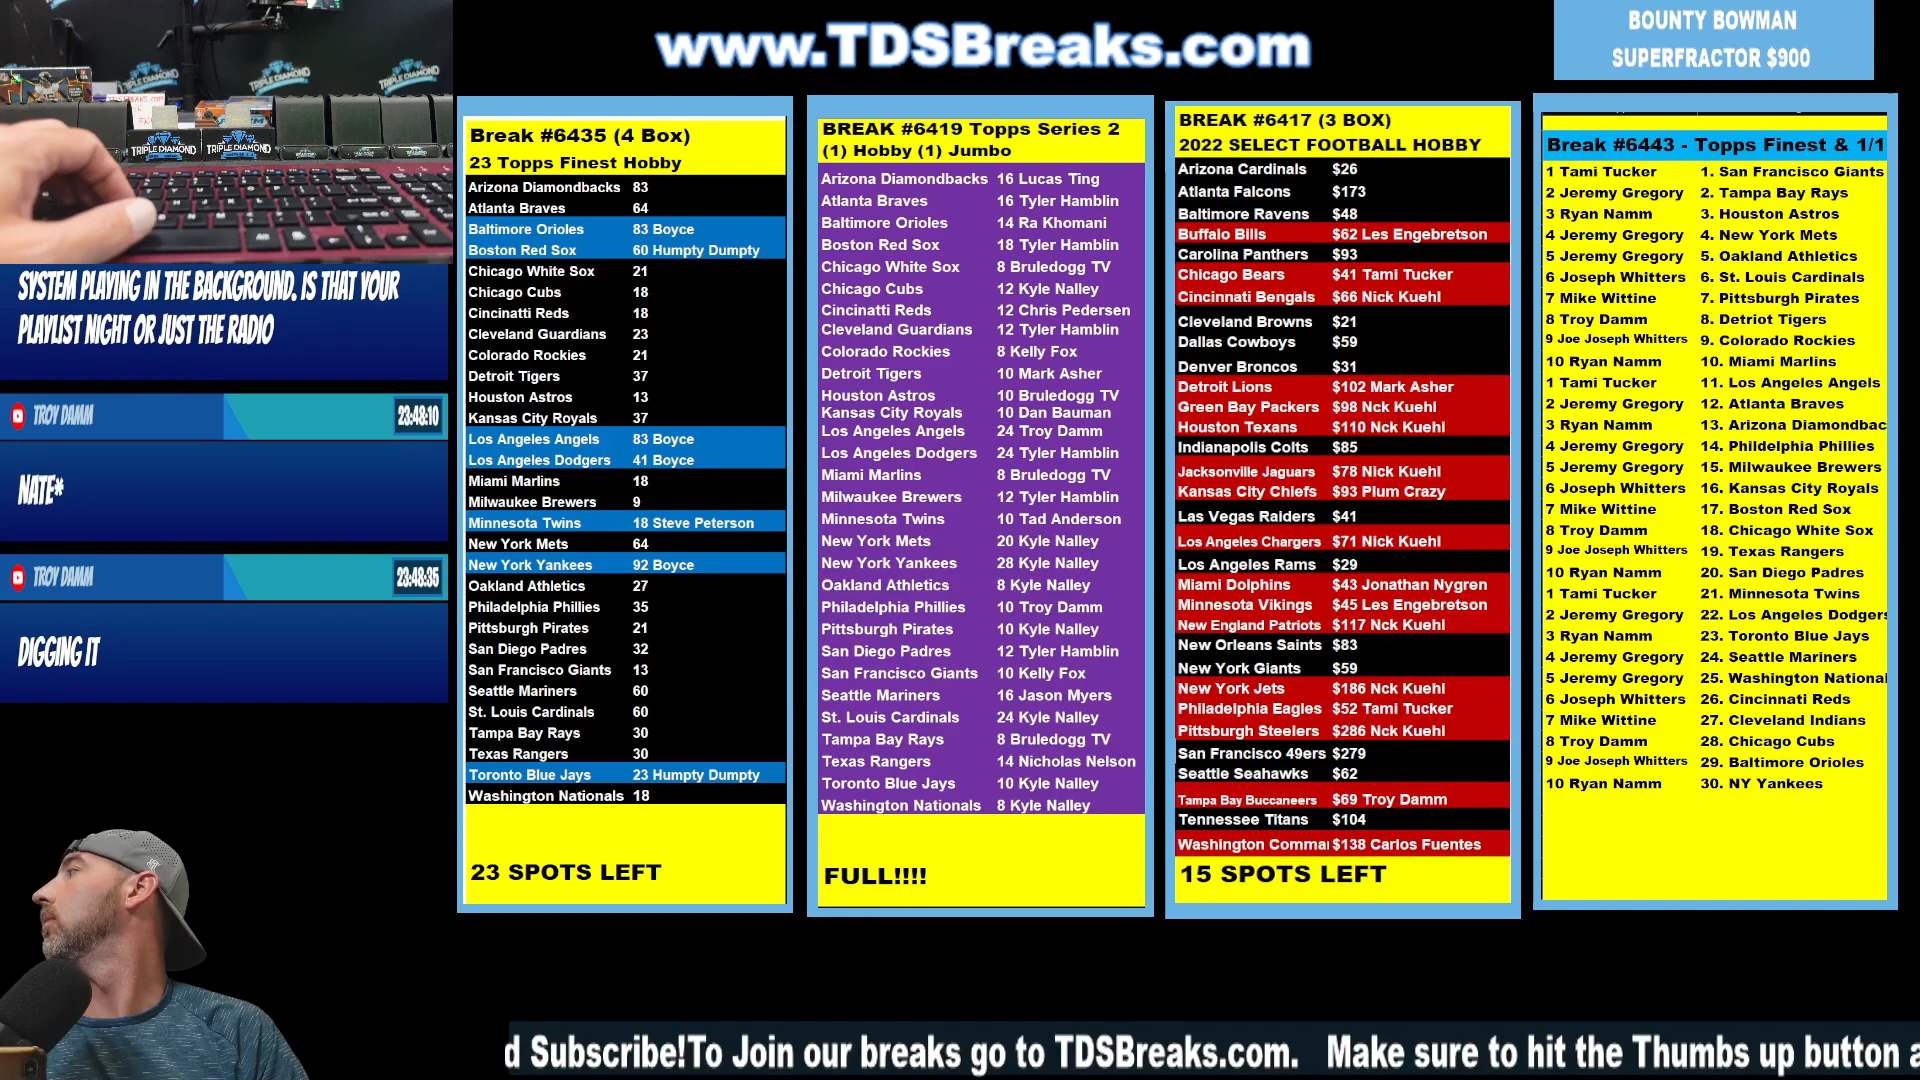 www.TDSBreaks.com
BOUNTY BOWMAN
SUPERFRACTOR $900
TRIPLE DIAMOND
TRIPLE DIAMOND
SYSTEM PLAYING IN THE BACKGROUND. IS THAT YOUR
PLAYLIST NIGHT OR JUST THE RADIO
TROY DAMM 23:48:10
NATE*
TROY DAMM 23:48:35
DIGGING IT
Break #6435 (4 Box)
23 Topps Finest Hobby
Arizona Diamondbacks 83
Atlanta Braves 64
Baltimore Orioles 83 Boyce
Boston Red Sox 60 Humpty Dumpty
Chicago White Sox 21
Chicago Cubs 18
Cincinatti Reds 18
Cleveland Guardians 23
Colorado Rockies 21
Detroit Tigers 37
Houston Astros 13
Kansas City Royals 37
Los Angeles Angels 83 Boyce
Los Angeles Dodgers 41 Boyce
Miami Marlins 18
Milwaukee Brewers 9
Minnesota Twins 18 Steve Peterson
New York Mets 64
New York Yankees 92 Boyce
Oakland Athletics 27
Philadelphia Phillies 35
Pittsburgh Pirates 21
San Diego Padres 32
San Francisco Giants 13
Seattle Mariners 60
St. Louis Cardinals 60
Tampa Bay Rays 30
Texas Rangers 30
Toronto Blue Jays 23 Humpty Dumpty
Washington Nationals 18
23 SPOTS LEFT
BREAK #6419 Topps Series 2
(1) Hobby (1) Jumbo
Arizona Diamondbacks 16 Lucas Ting
Atlanta Braves 16 Tyler Hamblin
Baltimore Orioles 14 Ra Khomani
Boston Red Sox 18 Tyler Hamblin
Chicago White Sox 8 Bruledogg TV
Chicago Cubs 12 Kyle Nalley
Cincinatti Reds 12 Chris Pedersen
Cleveland Guardians 12 Tyler Hamblin
Colorado Rockies 8 Kelly Fox
Detroit Tigers 10 Mark Asher
Houston Astros 10 Bruledogg TV
Kansas City Royals 10 Dan Bauman
Los Angeles Angels 24 Troy Damm
Los Angeles Dodgers 24 Tyler Hamblin
Miami Marlins 8 Bruledogg TV
Milwaukee Brewers 12 Tyler Hamblin
Minnesota Twins 10 Tad Anderson
New York Mets 20 Kyle Nalley
New York Yankees 28 Kyle Nalley
Oakland Athletics 8 Kyle Nalley
Philadelphia Phillies 10 Troy Damm
Pittsburgh Pirates 10 Kyle Nalley
San Diego Padres 12 Tyler Hamblin
San Francisco Giants 10 Kelly Fox
Seattle Mariners 16 Jason Myers
St. Louis Cardinals 24 Kyle Nalley
Tampa Bay Rays 8 Bruledogg TV
Texas Rangers 14 Nicholas Nelson
Toronto Blue Jays 10 Kyle Nalley
Washington Nationals 8 Kyle Nalley
FULL!!!!
BREAK #6417 (3 BOX)
2022 SELECT FOOTBALL HOBBY
Arizona Cardinals $26
Atlanta Falcons $173
Baltimore Ravens $48
Buffalo Bills $62 Les Engebretson
Carolina Panthers $93
Chicago Bears $41 Tami Tucker
Cincinnati Bengals $66 Nick Kuehl
Cleveland Browns $21
Dallas Cowboys $59
Denver Broncos $31
Detroit Lions $102 Mark Asher
Green Bay Packers $98 Nck Kuehl
Houston Texans $110 Nck Kuehl
Indianapolis Colts $85
Jacksonville Jaguars $78 Nick Kuehl
Kansas City Chiefs $93 Plum Crazy
Las Vegas Raiders $41
Los Angeles Chargers $71 Nick Kuehl
Los Angeles Rams $29
Miami Dolphins $43 Jonathan Nygren
Minnesota Vikings $45 Les Engebretson
New England Patriots $117 Nck Kuehl
New Orleans Saints $83
New York Giants $59
New York Jets $186 Nck Kuehl
Philadelphia Eagles $52 Tami Tucker
Pittsburgh Steelers $286 Nck Kuehl
San Francisco 49ers $279
Seattle Seahawks $62
Tampa Bay Buccaneers $69 Troy Damm
Tennessee Titans $104
Washington Comma $138 Carlos Fuentes
15 SPOTS LEFT
Break #6443 - Topps Finest & 1/1
1 Tami Tucker 1. San Francisco Giants
2 Jeremy Gregory 2. Tampa Bay Rays
3 Ryan Namm 3. Houston Astros
4 Jeremy Gregory 4. New York Mets
5 Jeremy Gregory 5. Oakland Athletics
6 Joseph Whitters 6. St. Louis Cardinals
7 Mike Wittine 7. Pittsburgh Pirates
8 Troy Damm 8. Detriot Tigers
9 Joe Joseph Whitters 9. Colorado Rockies
10 Ryan Namm 10. Miami Marlins
1 Tami Tucker 11. Los Angeles Angels
2 Jeremy Gregory 12. Atlanta Braves
3 Ryan Namm 13. Arizona Diamondbac
4 Jeremy Gregory 14. Phildelphia Phillies
5 Jeremy Gregory 15. Milwaukee Brewers
6 Joseph Whitters 16. Kansas City Royals
7 Mike Wittine 17. Boston Red Sox
8 Troy Damm 18. Chicago White Sox
9 Joe Joseph Whitters 19. Texas Rangers
10 Ryan Namm 20. San Diego Padres
1 Tami Tucker 21. Minnesota Twins
2 Jeremy Gregory 22. Los Angeles Dodgers
3 Ryan Namm 23. Toronto Blue Jays
4 Jeremy Gregory 24. Seattle Mariners
5 Jeremy Gregory 25. Washington National
6 Joseph Whitters 26. Cincinnati Reds
7 Mike Wittine 27. Cleveland Indians
8 Troy Damm 28. Chicago Cubs
9 Joe Joseph Whitters 29. Baltimore Orioles
10 Ryan Namm 30. NY Yankees
d Subscribe!To Join our breaks go to TDSBreaks.com. Make sure to hit the Thumbs up button a